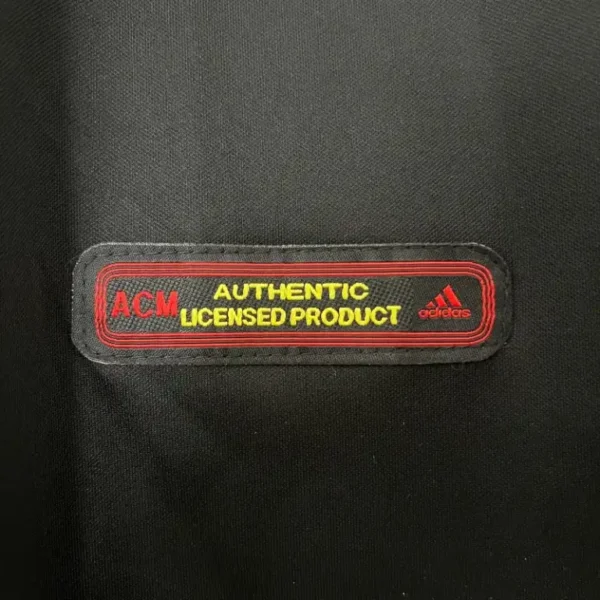 ACM
AUTHENTIC
LICENSED PRODUCT
adidas